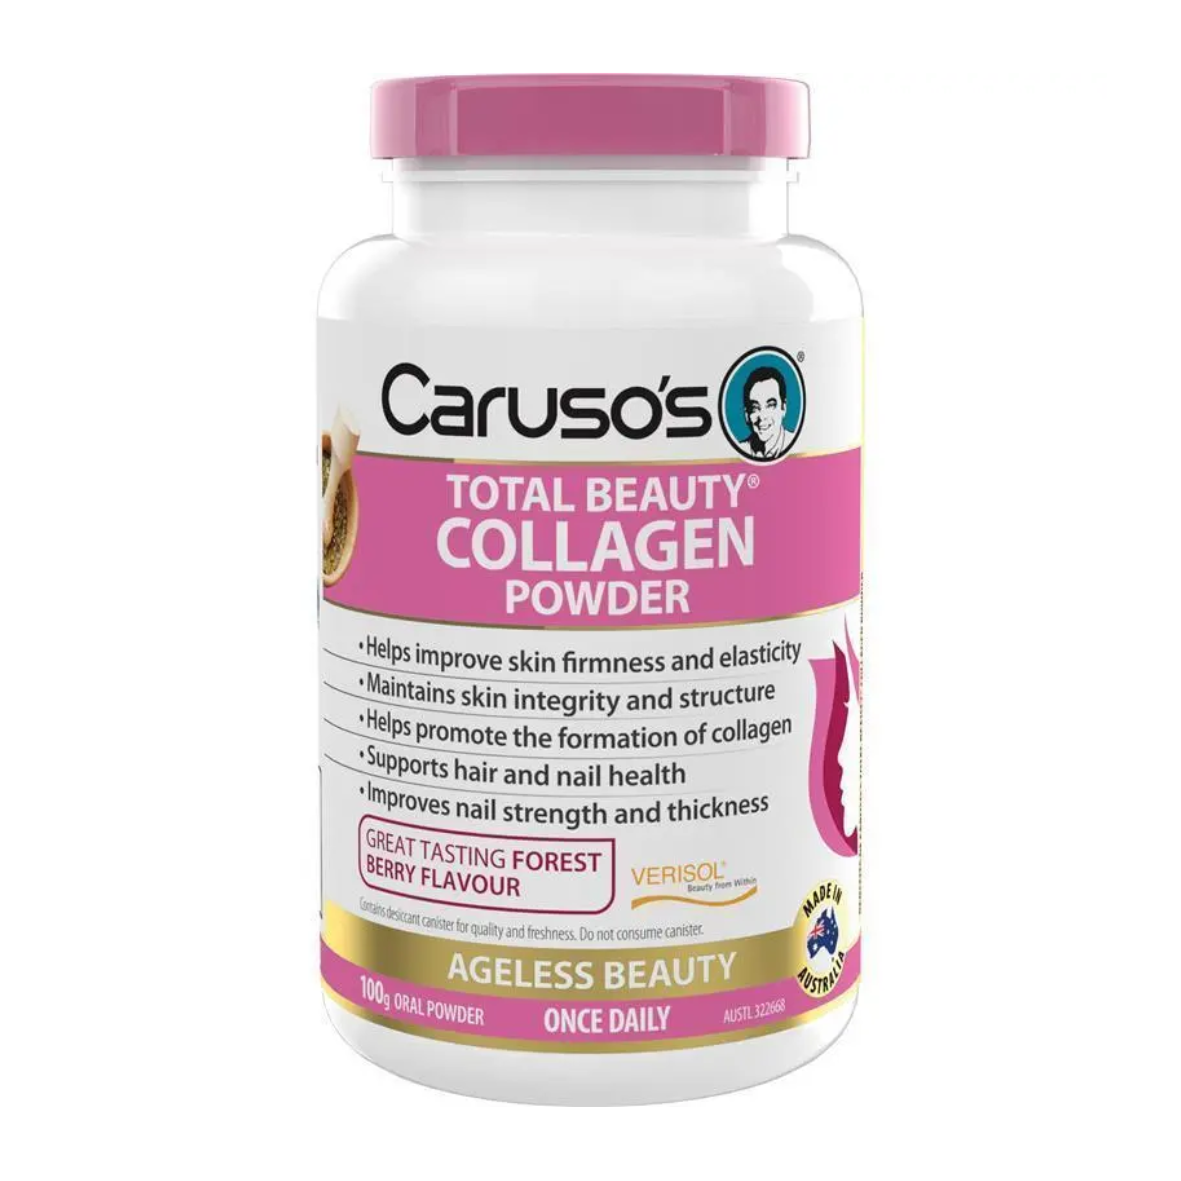 Caruso's®
TOTAL BEAUTY®
COLLAGEN
POWDER
•Helps improve skin firmness and elasticity
•Maintains skin integrity and structure
•Helps promote the formation of collagen
•Supports hair and nail health
•Improves nail strength and thickness
GREAT TASTING FOREST
BERRY FLAVOUR
VERISOL®
Beauty from Within
Contains desiccant canister for quality and freshness. Do not consume canister.
MADE IN
AUSTRALIA
AGELESS BEAUTY
100g ORAL POWDER
ONCE DAILY
AUSTL 322668